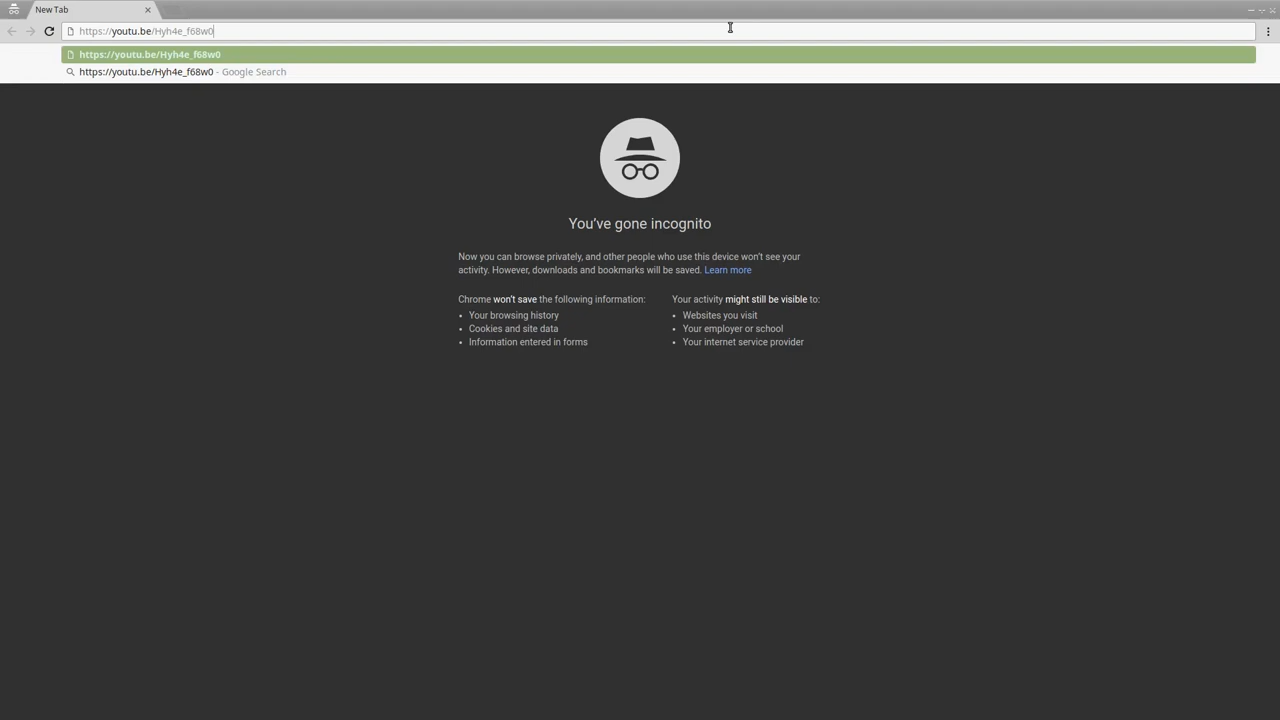 New Tab
https://youtu.be/Hyh4e_f68w0
https://youtu.be/Hyh4e_f68w0
https://youtu.be/Hyh4e_f68w0 - Google Search
You've gone incognito
Now you can browse privately, and other people who use this device won't see your
activity. However, downloads and bookmarks will be saved. Learn more
Chrome won't save the following information:
• Your browsing history
• Cookies and site data
• Information entered in forms
Your activity might still be visible to:
• Websites you visit
• Your employer or school
• Your internet service provider